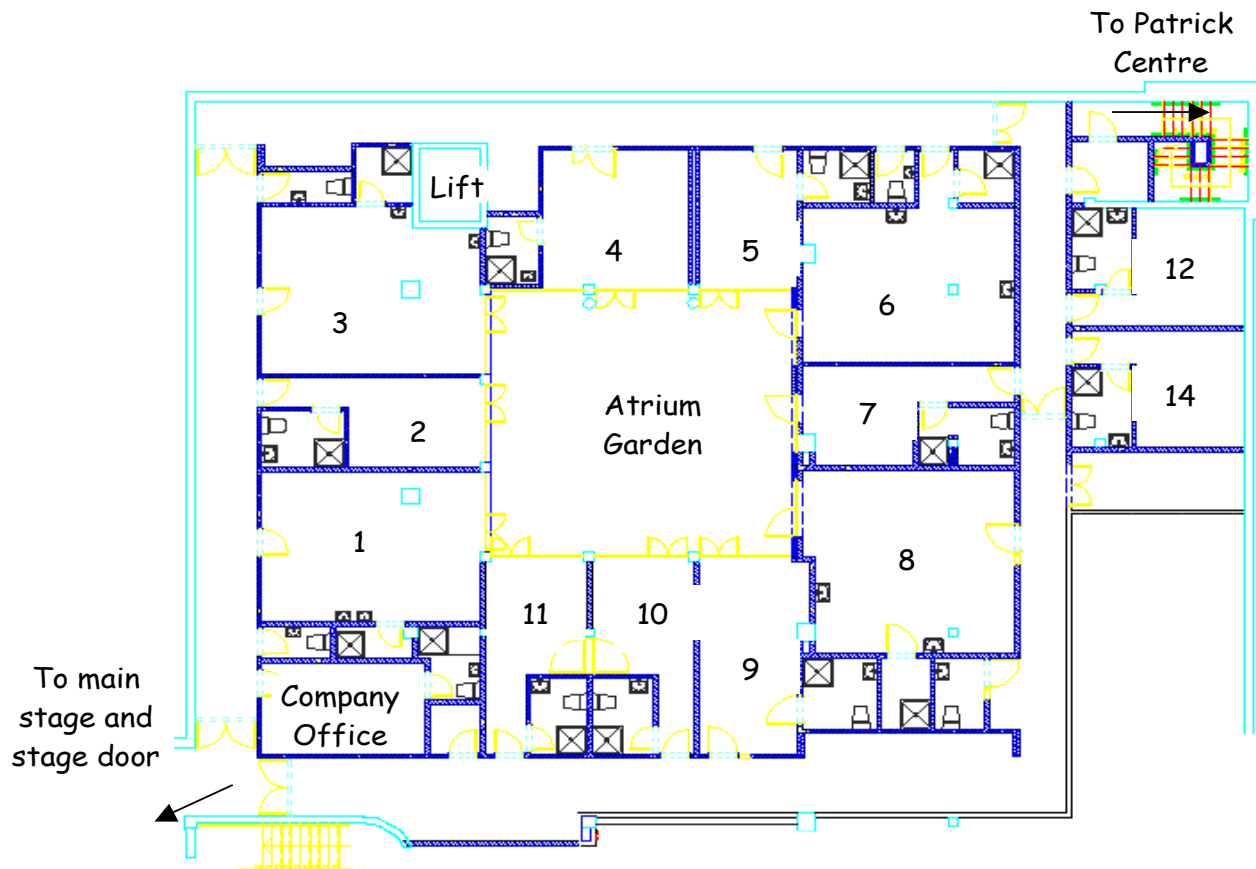 To Patrick
Centre
Lift
4
5
12
6
3
14
Atrium
Garden
7
2
1
8
11
10
9
To main
stage and
stage door
Company
Office